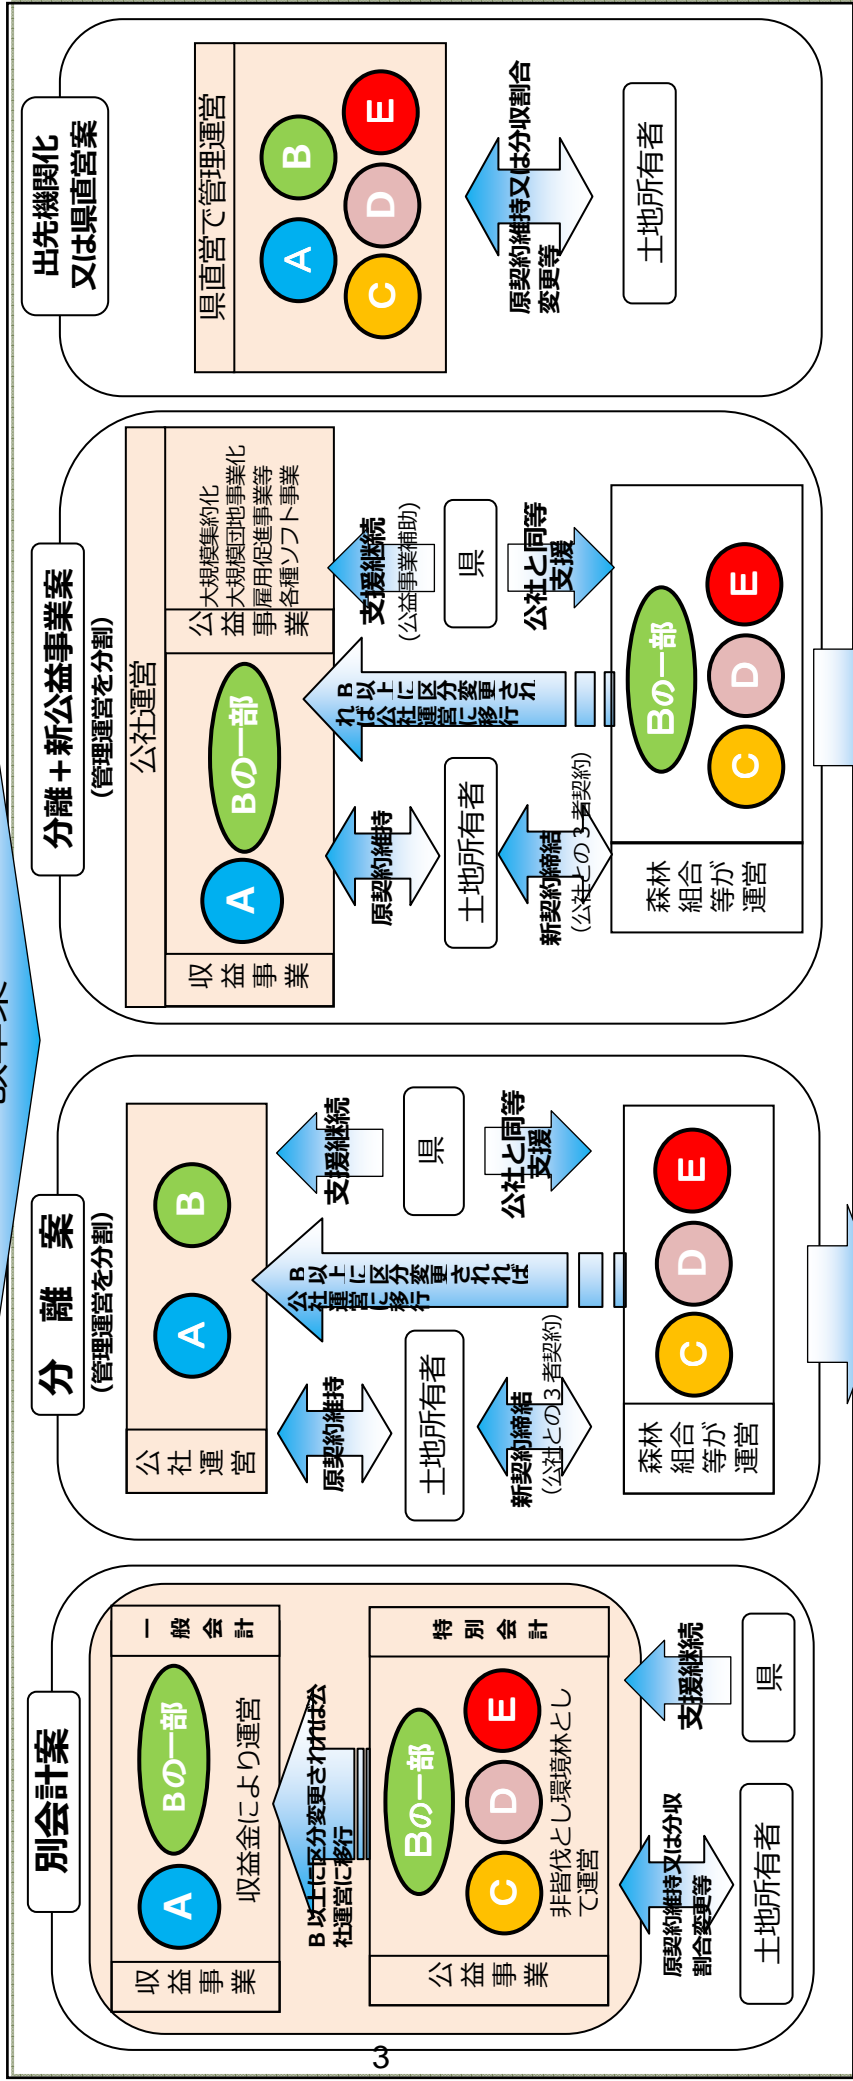 別会計案
収益事業
A
Bの一部
収益金により運営
一般会計
B以上に区分変更されれば公
社運営に移行
公益事業
Bの一部
C
D
E
非皆伐とし環境林とし
て運営
特別会計
原契約維持又は分収
割合変更等
土地所有者
支援継続
県
分離案
(管理運営を分割)
公社運営
A
B
原契約維持
土地所有者
新契約締結
(公社との3者契約)
B以上に区分変更されれば
公社運営に移行
支援継続
県
公社と同等
支援
森林
組合
等が
運営
C
D
E
分離＋新公益事業案
(管理運営を分割)
公社運営
収益事業
A
Bの一部
公益事業
大規模集約化
大規模団地事業化
雇用促進事業等
各種ソフト事業
原契約維持
土地所有者
新契約締結
(公社との3者契約)
B以上に区分変更され
れば公社運営に移行
支援継続
(公益事業補助)
県
公社と同等
支援
森林
組合
等が
運営
Bの一部
C
D
E
出先機関化
又は県直営案
県直営で管理運営
A
B
C
D
E
原契約維持又は分収割合
変更等
土地所有者
3